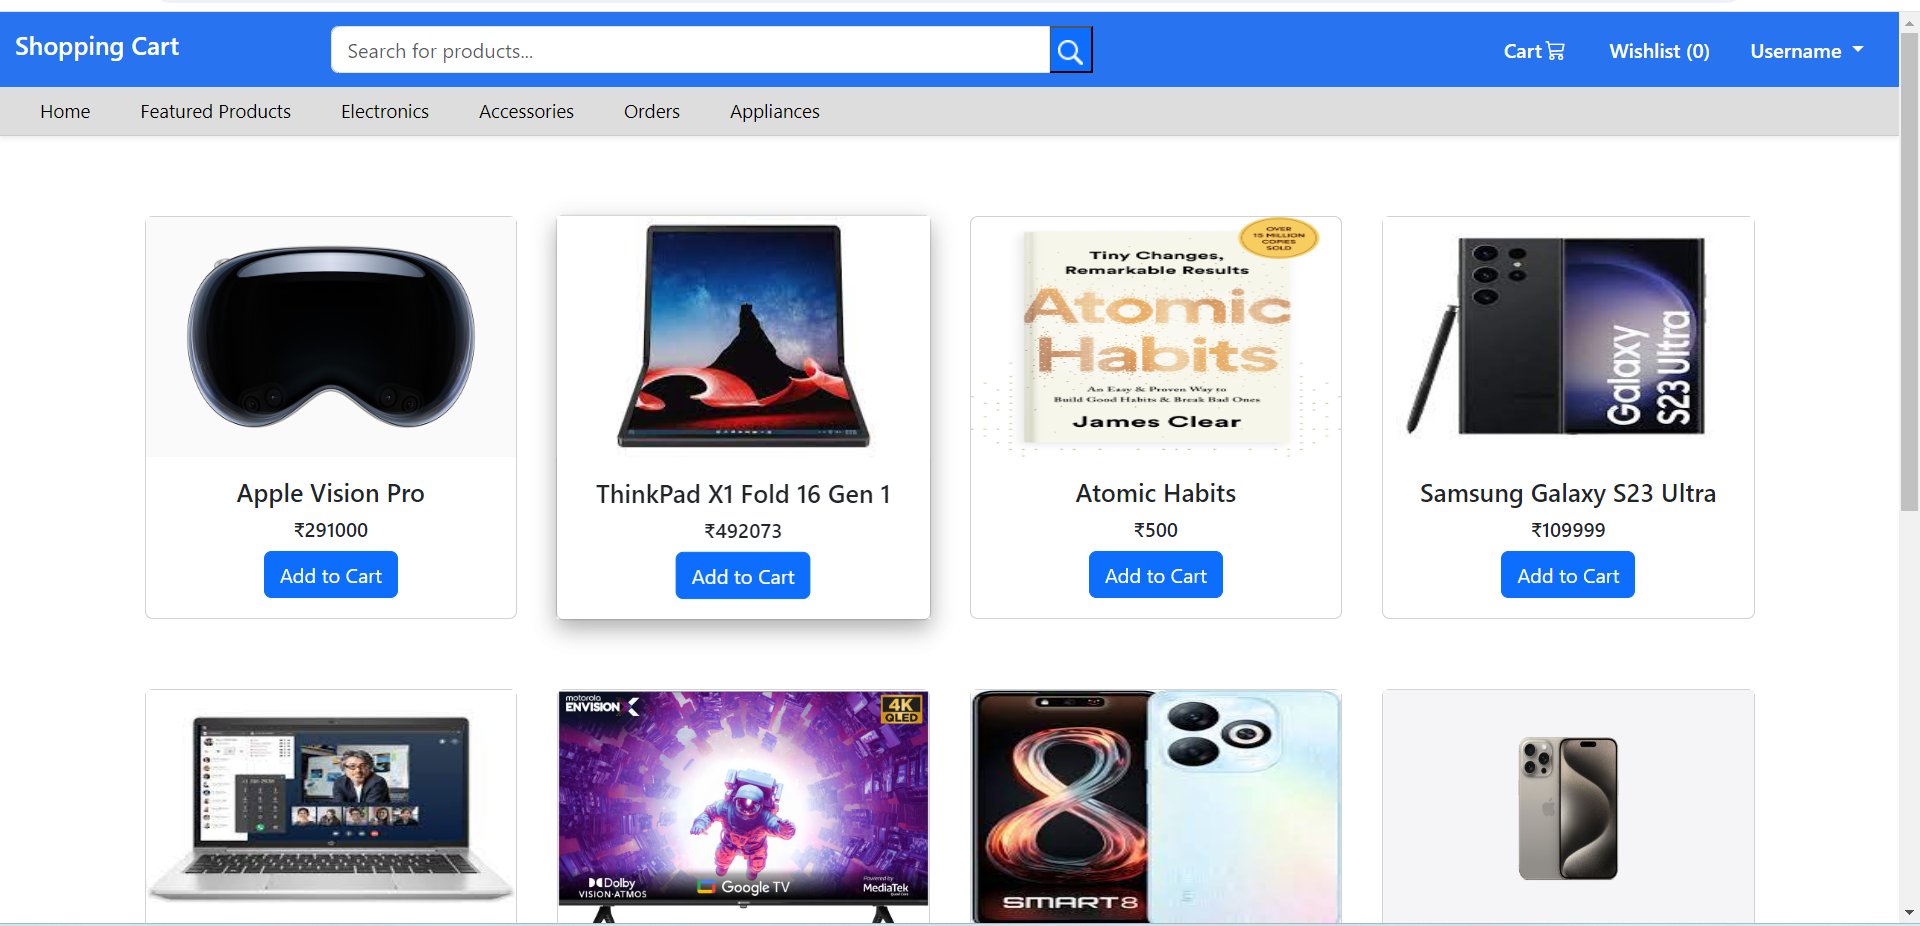 Shopping Cart
Search for products...
Cart
Wishlist (0)
Username
Home
Featured Products
Electronics
Accessories
Orders
Appliances
OVER
15 MILLION
COPIES
SOLD
Tiny Changes,
Remarkable Results
Atomic
Habits
An Easy & Proven Way to
Build Good Habits & Break Bad Ones
James Clear
Galaxy
S23 Ultra
Apple Vision Pro
₹291000
Add to Cart
ThinkPad X1 Fold 16 Gen 1
₹492073
Add to Cart
Atomic Habits
₹500
Add to Cart
Samsung Galaxy S23 Ultra
₹109999
Add to Cart
motorola
ENVISION X
4K
QLED
Dolby
VISION·ATMOS
Google TV
Powered by
MediaTek
8
SMART 8